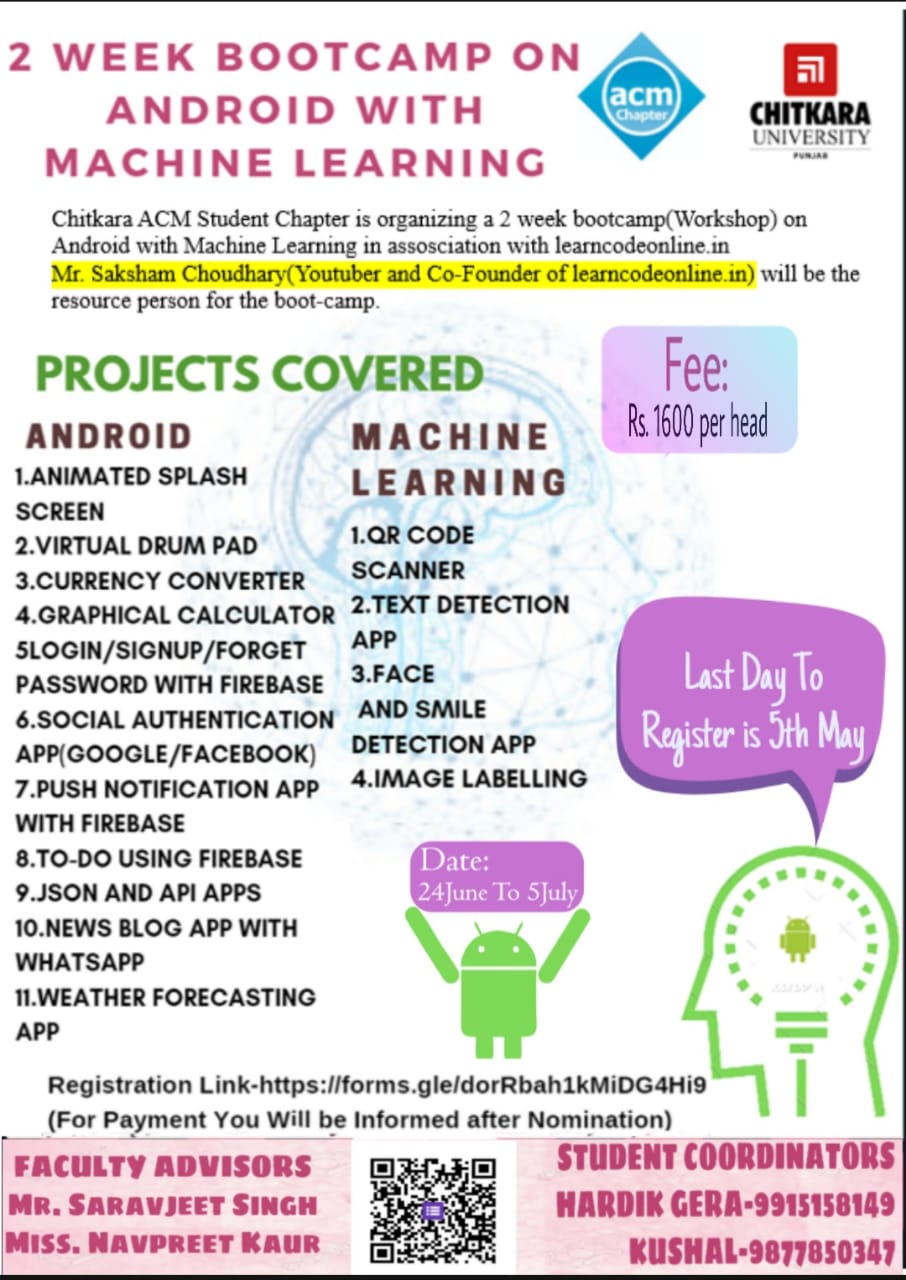 2 WEEK BOOTCAMP ON
ANDROID WITH
MACHINE LEARNING
acm
Chapter
CHITKARA
UNIVERSITY
PUNJAB
Chitkara ACM Student Chapter is organizing a 2 week bootcamp(Workshop) on
Android with Machine Learning in assosciation with learncodeonline.in
Mr. Saksham Choudhary(Youtuber and Co-Founder of learncodeonline.in) will be the
resource person for the boot-camp.
Fee:
Rs. 1600 per head
PROJECTS COVERED
ANDROID
1.ANIMATED SPLASH
SCREEN
2.VIRTUAL DRUM PAD
3.CURRENCY CONVERTER
4.GRAPHICAL CALCULATOR
5LOGIN/SIGNUP/FORGET
PASSWORD WITH FIREBASE
6.SOCIAL AUTHENTICATION
APP(GOOGLE/FACEBOOK)
7.PUSH NOTIFICATION APP
WITH FIREBASE
8.TO-DO USING FIREBASE
9.JSON AND API APPS
10.NEWS BLOG APP WITH
WHATSAPP
11.WEATHER FORECASTING
APP
MACHINE
LEARNING
1.QR CODE
SCANNER
2.TEXT DETECTION
APP
3.FACE
AND SMILE
DETECTION APP
4.IMAGE LABELLING
Last Day To
Register is 5th May
Date:
24June To 5July
Registration Link-https://forms.gle/dorRbah1kMiDG4Hi9
(For Payment You Will be Informed after Nomination)
FACULTY ADVISORS
MR. SARAVJEET SINGH
MISS. NAVPREET KAUR
STUDENT COORDINATORS
HARDIK GERA-9915158149
KUSHAL-9877850347